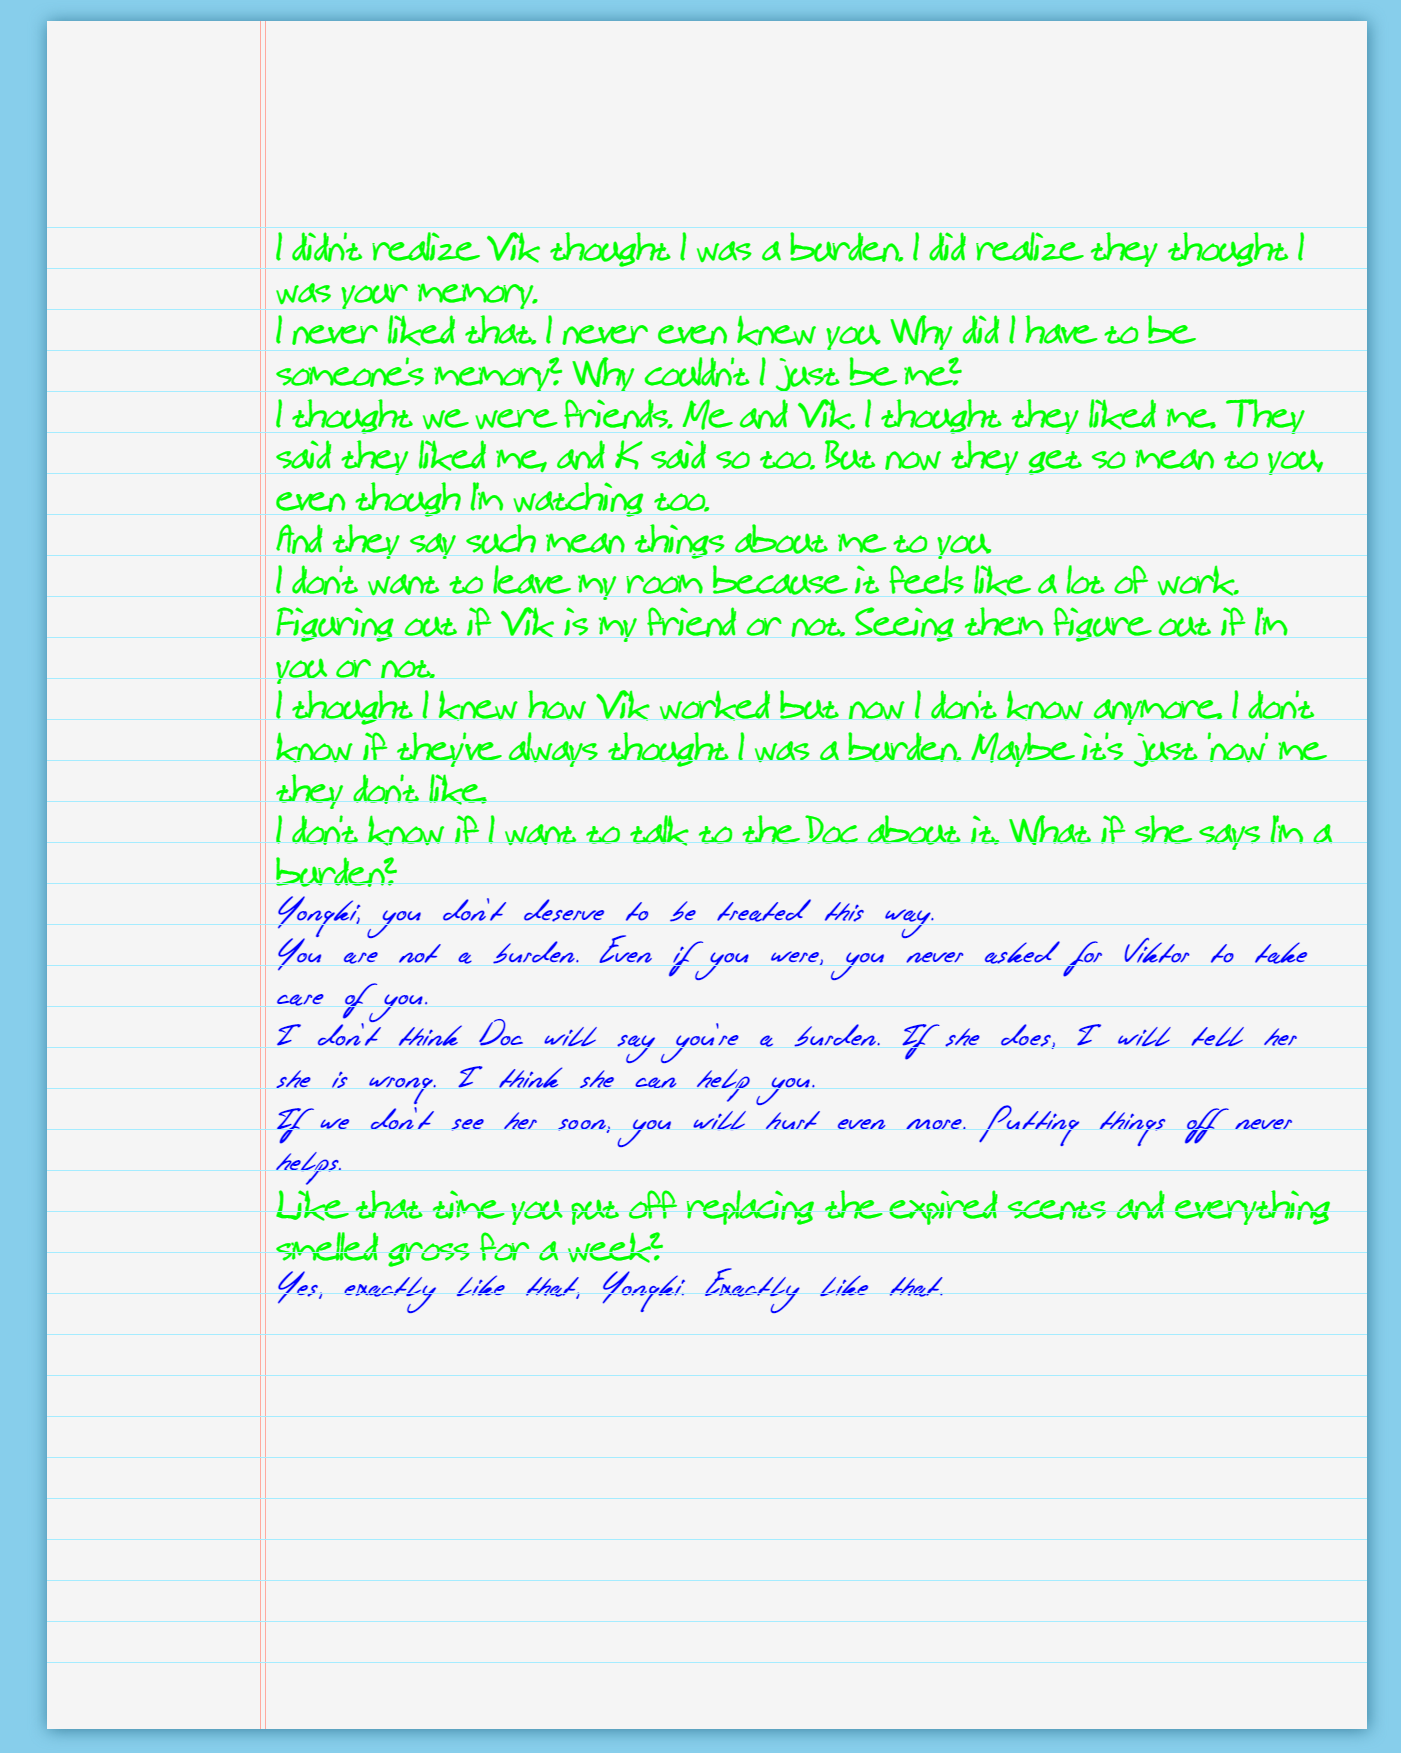 I didn't realize Vik thought I was a burden. I did realize they thought I
was your memory.
I never liked that. I never even knew you. Why did I have to be
someone's memory? Why couldn't I just be me?
I thought we were friends. Me and Vik. I thought they liked me. They
said they liked me, and K said so too. But now they get so mean to you,
even though I'm watching too.
And they say such mean things about me to you.
I don't want to leave my room because it feels like a lot of work.
Figuring out if Vik is my friend or not. Seeing them figure out if I'm
you or not.
I thought I knew how Vik worked but now I don't know anymore. I don't
know if they've always thought I was a burden. Maybe it's just 'now' me
they don't like.
I don't know if I want to talk to the Doc about it. What if she says I'm a
burden?
Yongki, you don't deserve to be treated this way.
You are not a burden. Even if you were, you never asked for Viktor to take
care of you.
I don't think Doc will say you're a burden. If she does, I will tell her
she is wrong. I think she can help you.
If we don't see her soon, you will hurt even more. Putting things off never
helps.
Like that time you put off replacing the expired scents and everything
smelled gross for a week?
Yes, exactly like that, Yongki. Exactly like that.